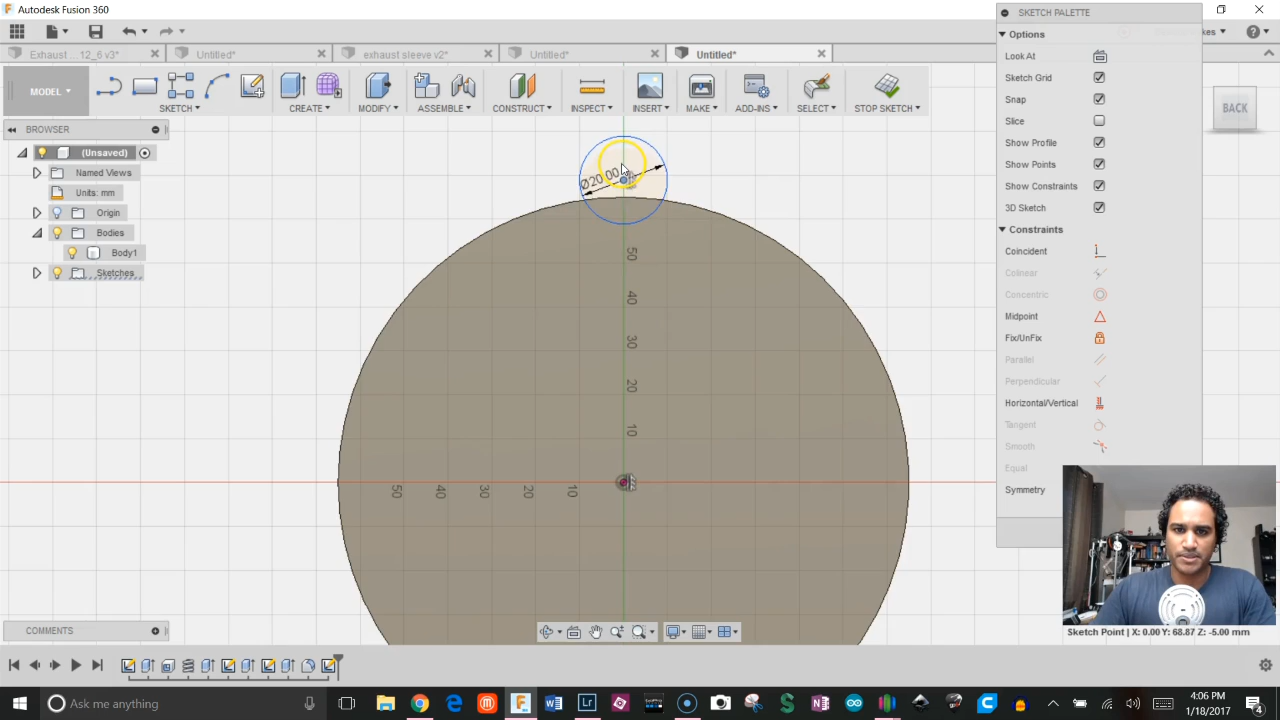 Autodesk Fusion 360
Exhaust ... 12_6 v3*
Untitled*
exhaust sleeve v2*
Untitled*
Untitled*
MODEL
SKETCH
CREATE
MODIFY
ASSEMBLE
CONSTRUCT
INSPECT
INSERT
MAKE
ADD-INS
SELECT
STOP SKETCH
BROWSER
(Unsaved)
Named Views
Units: mm
Origin
Bodies
Body1
Sketches
BACK
SKETCH PALETTE
Options
Look At
Sketch Grid
Snap
Slice
Show Profile
Show Points
Show Constraints
3D Sketch
Constraints
Coincident
Colinear
Concentric
Midpoint
Fix/UnFix
Parallel
Perpendicular
Horizontal/Vertical
Tangent
Smooth
Equal
Symmetry
Ø20.00
50
40
30
20
10
50 40 30 20 10
COMMENTS
Sketch Point | X: 0.00 Y: 68.87 Z: -5.00 mm
Ask me anything
4:06 PM
1/18/2017